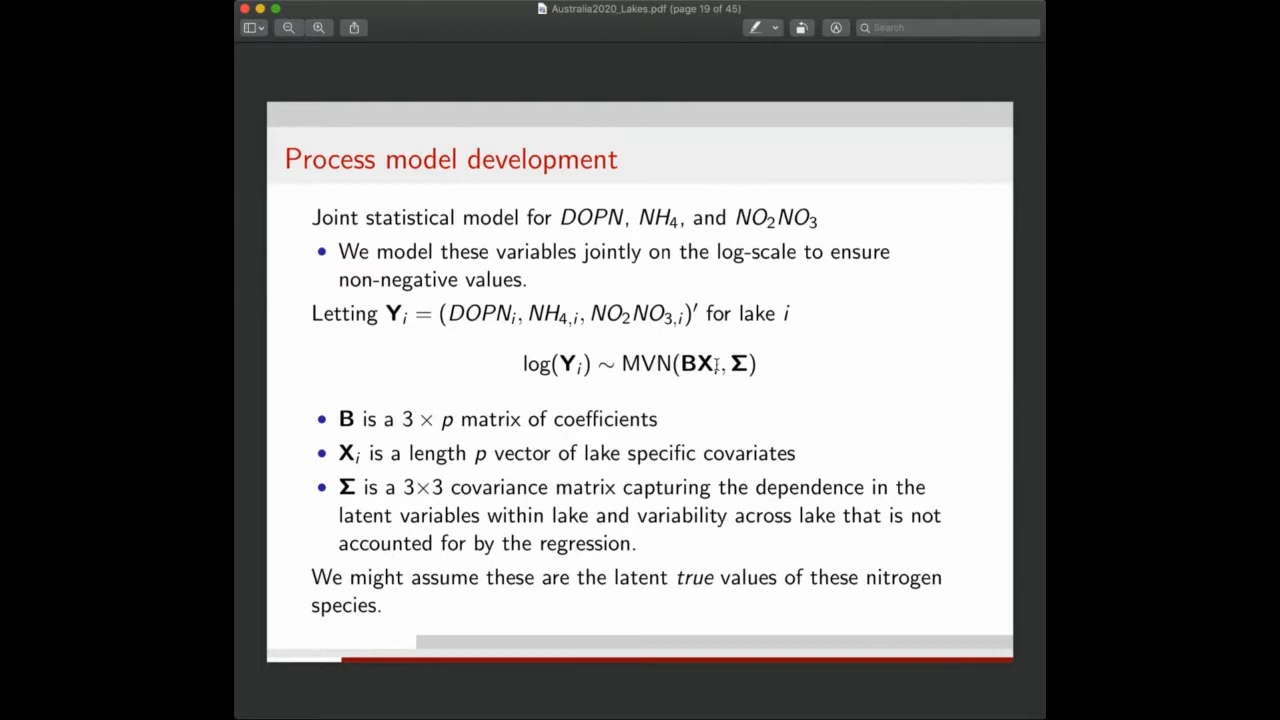 Australia2020_Lakes.pdf (page 19 of 45)
Search
Process model development
Joint statistical model for DOPN, NH₄, and NO₂NO₃
• We model these variables jointly on the log-scale to ensure
non-negative values.
Letting Yᵢ = (DOPNᵢ, NH₄,ᵢ, NO₂NO₃,ᵢ)′ for lake i
log(Yᵢ) ∼ MVN(BXᵢ, Σ)
• B is a 3 × p matrix of coefficients
• Xᵢ is a length p vector of lake specific covariates
• Σ is a 3×3 covariance matrix capturing the dependence in the
latent variables within lake and variability across lake that is not
accounted for by the regression.
We might assume these are the latent true values of these nitrogen
species.